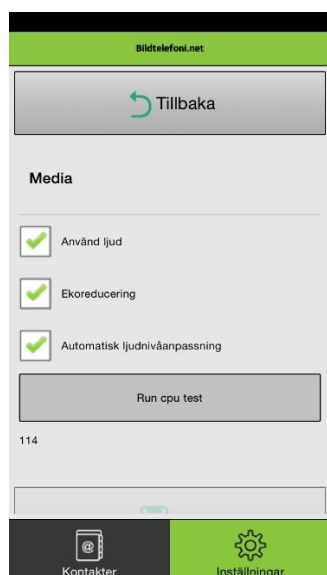 Bildtelefoni.net
Tillbaka
Media
Använd ljud
Ekoreducering
Automatisk ljudnivåanpassning
Run cpu test
114
@
Kontakter
Inställningar